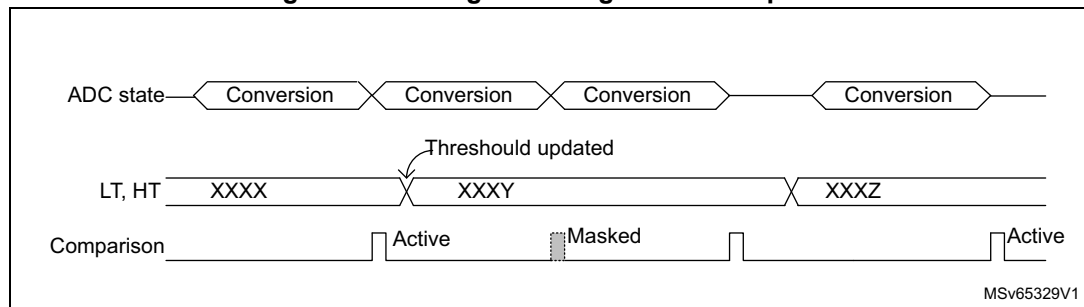 ADC state Conversion Conversion Conversion Conversion
Threshould updated
LT, HT XXXX XXXY XXXZ
Comparison Active Masked Active
MSv65329V1